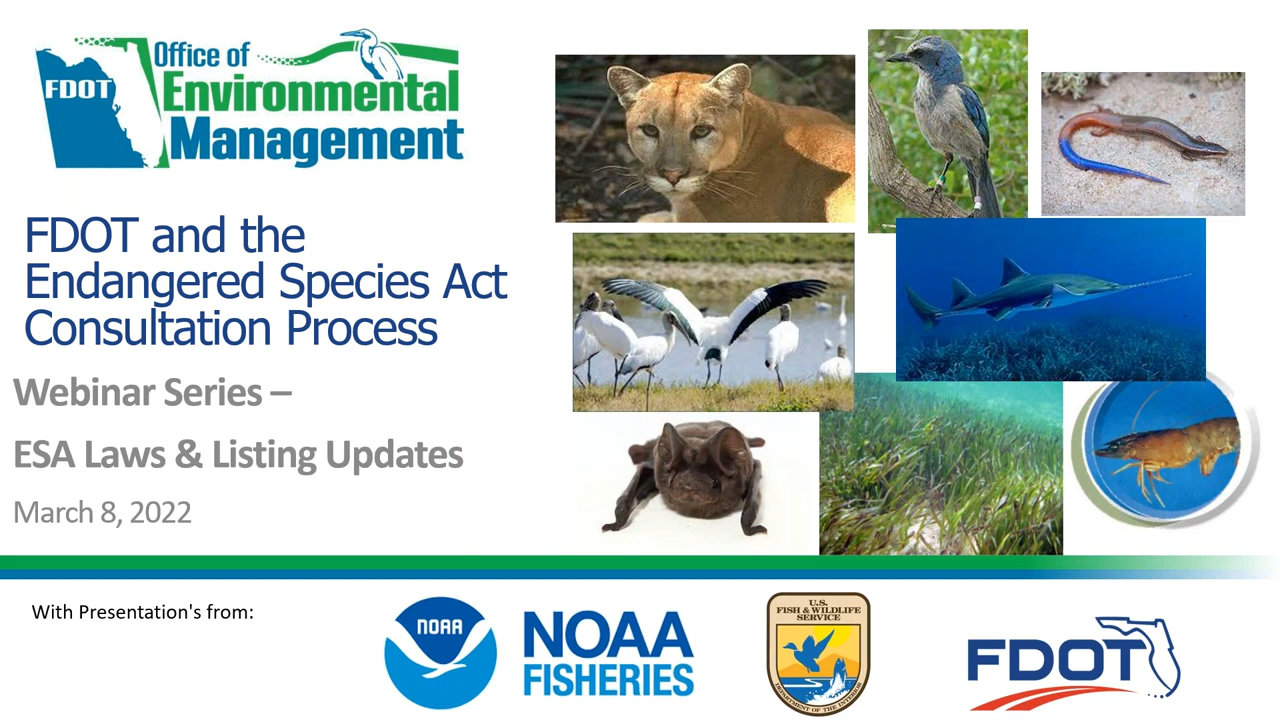 FDOT
Office of
Environmental
Management
FDOT and the
Endangered Species Act
Consultation Process
Webinar Series –
ESA Laws & Listing Updates
March 8, 2022
With Presentation's from:
NOAA
NOAA
FISHERIES
U.S.
FISH & WILDLIFE
SERVICE
DEPARTMENT OF THE INTERIOR
FDOT